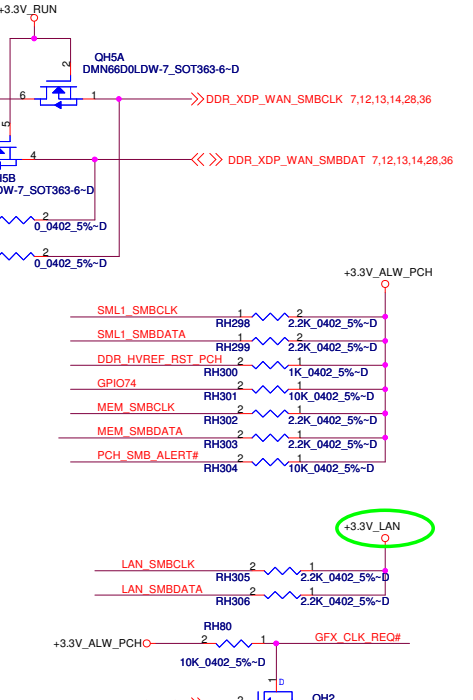 +3.3V_RUN
QH5A
DMN66D0LDW-7_SOT363-6~D
2
6
1
DDR_XDP_WAN_SMBCLK 7,12,13,14,28,36
5
4
DDR_XDP_WAN_SMBDAT 7,12,13,14,28,36
H5B
DW-7_SOT363-6~D
2
0_0402_5%~D
2
0_0402_5%~D
+3.3V_ALW_PCH
SML1_SMBCLK 1 2
RH298 2.2K_0402_5%~D
SML1_SMBDATA 1 2
RH299 2.2K_0402_5%~D
DDR_HVREF_RST_PCH 2 1
RH300 1K_0402_5%~D
GPIO74 2 1
RH301 10K_0402_5%~D
MEM_SMBCLK 2 1
RH302 2.2K_0402_5%~D
MEM_SMBDATA 2 1
RH303 2.2K_0402_5%~D
PCH_SMB_ALERT# 2 1
RH304 10K_0402_5%~D
+3.3V_LAN
LAN_SMBCLK 2 1
RH305 2.2K_0402_5%~D
LAN_SMBDATA 2 1
RH306 2.2K_0402_5%~D
RH80
+3.3V_ALW_PCH 2 1 GFX_CLK_REQ#
10K_0402_5%~D
1 D
QH2